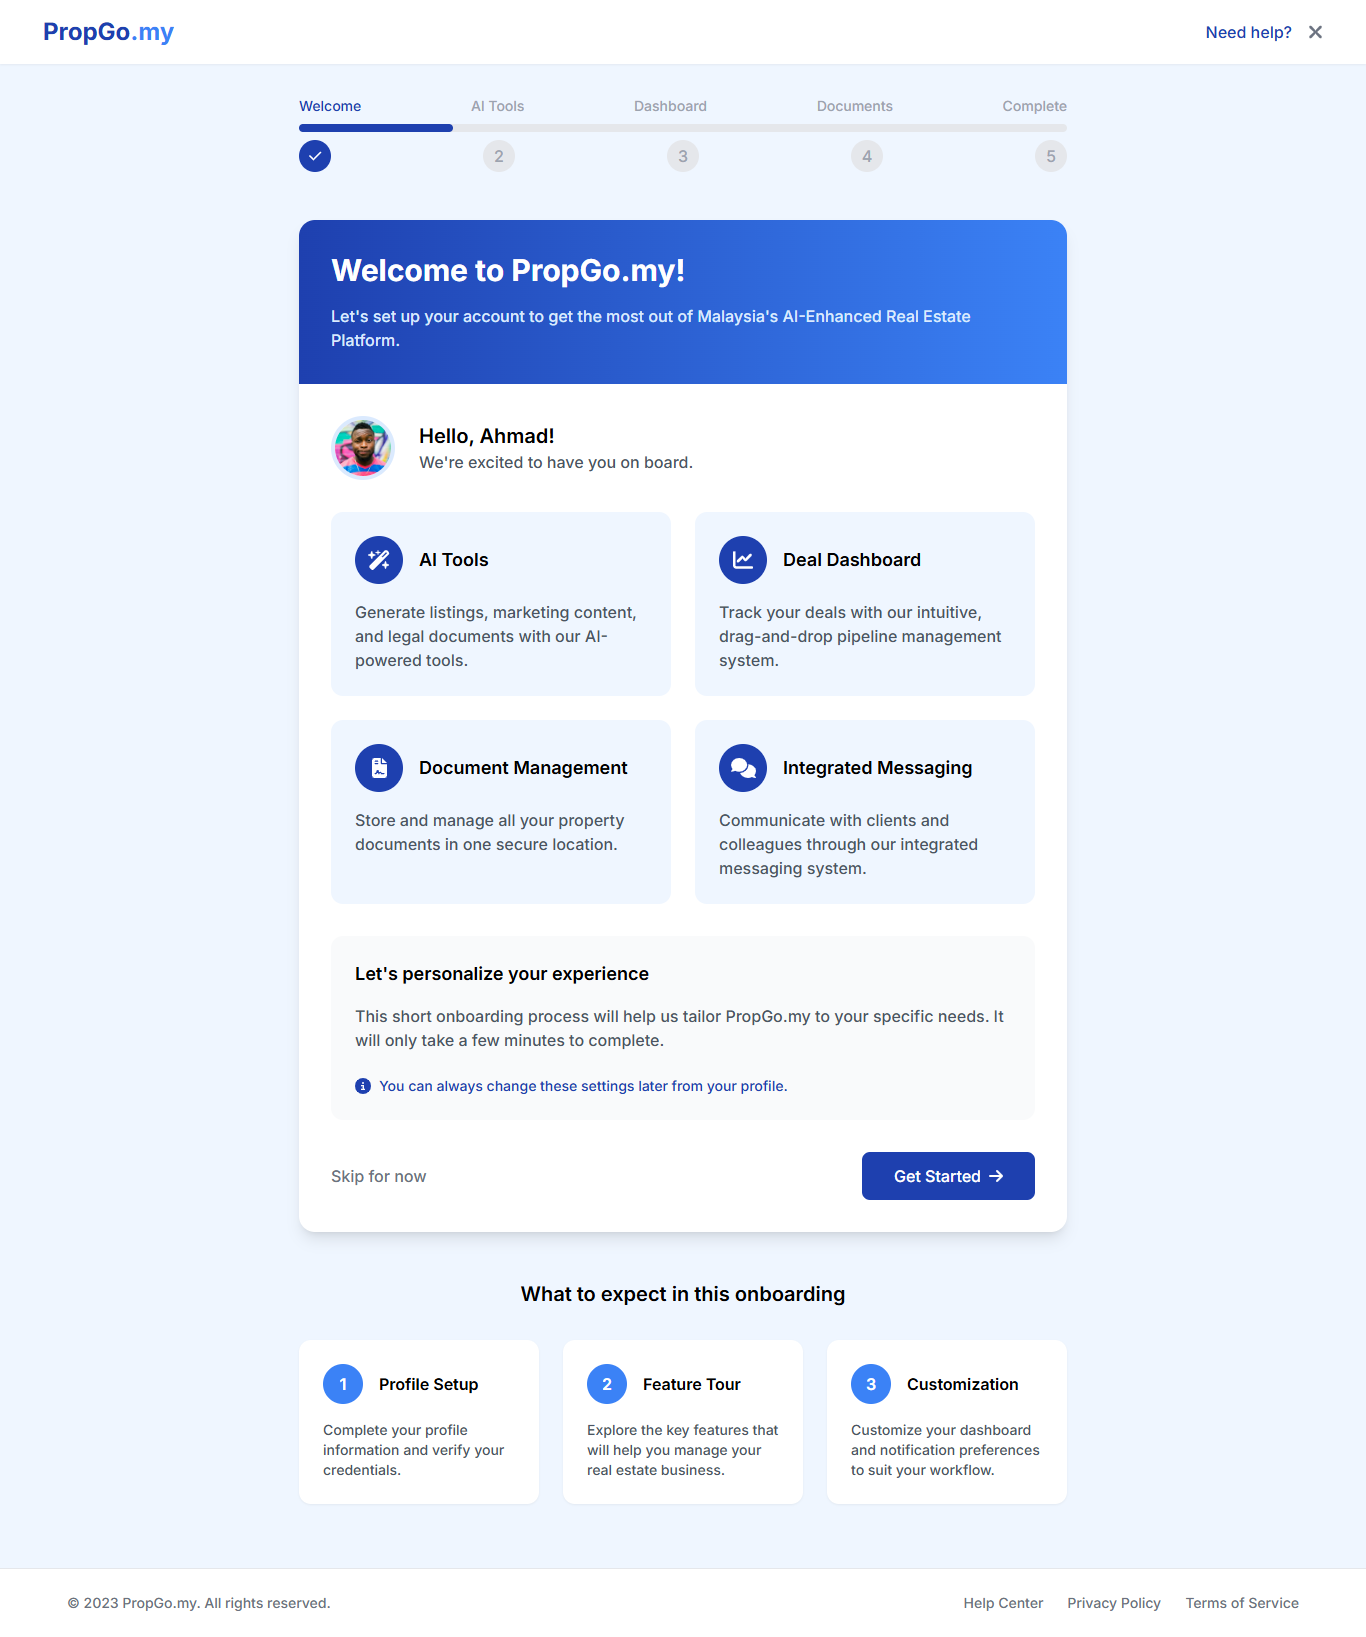 PropGo.my
Need help?
Welcome
AI Tools
Dashboard
Documents
Complete
2
3
4
5
Welcome to PropGo.my!
Let's set up your account to get the most out of Malaysia's AI-Enhanced Real Estate
Platform.
Hello, Ahmad!
We're excited to have you on board.
AI Tools
Generate listings, marketing content,
and legal documents with our AI-
powered tools.
Deal Dashboard
Track your deals with our intuitive,
drag-and-drop pipeline management
system.
Document Management
Store and manage all your property
documents in one secure location.
Integrated Messaging
Communicate with clients and
colleagues through our integrated
messaging system.
Let's personalize your experience
This short onboarding process will help us tailor PropGo.my to your specific needs. It
will only take a few minutes to complete.
You can always change these settings later from your profile.
Skip for now
Get Started
What to expect in this onboarding
1
Profile Setup
Complete your profile
information and verify your
credentials.
2
Feature Tour
Explore the key features that
will help you manage your
real estate business.
3
Customization
Customize your dashboard
and notification preferences
to suit your workflow.
© 2023 PropGo.my. All rights reserved.
Help Center
Privacy Policy
Terms of Service